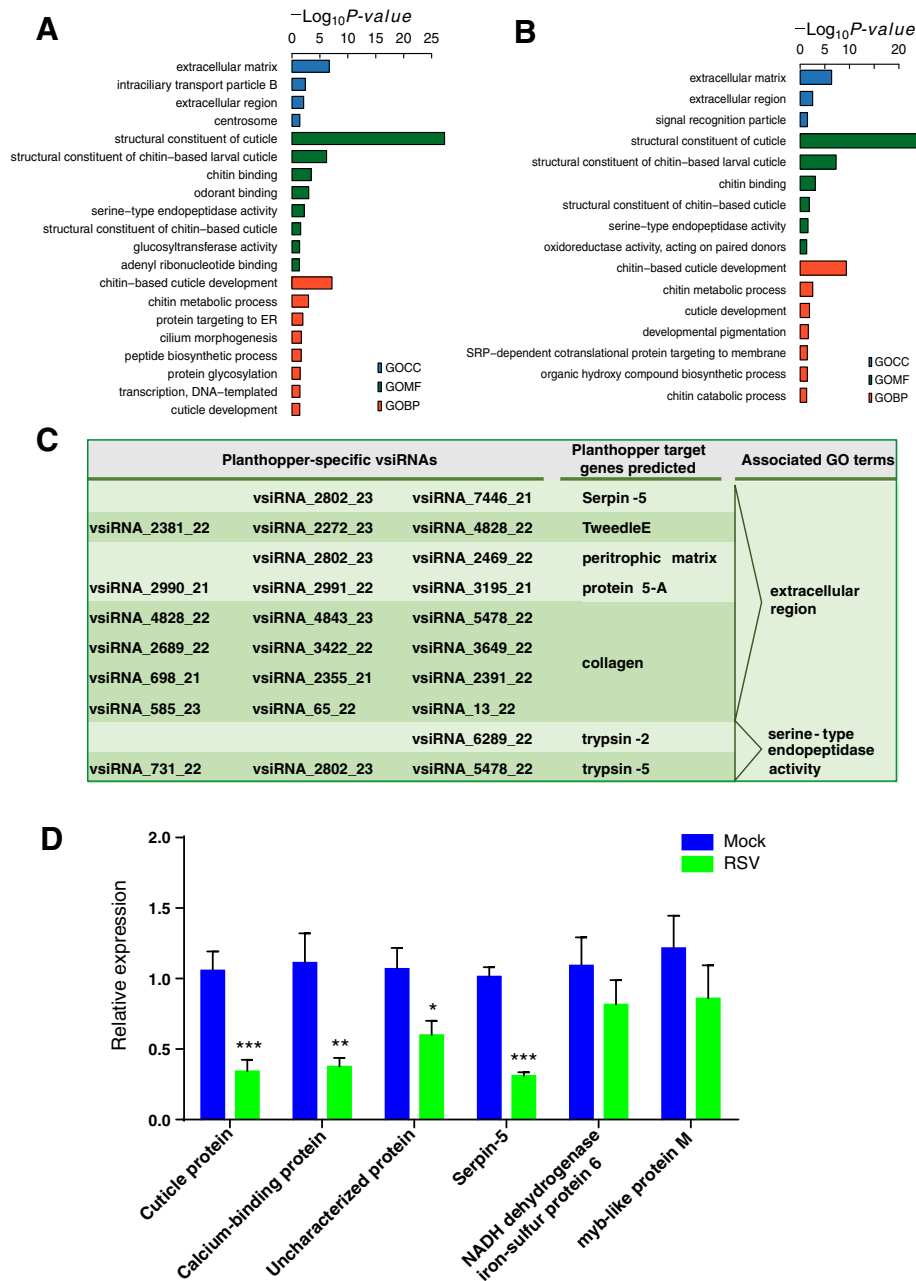 A
−Log10P-value
0 5 10 15 20 25
extracellular matrix
intraciliary transport particle B
extracellular region
centrosome
structural constituent of cuticle
structural constituent of chitin−based larval cuticle
chitin binding
odorant binding
serine−type endopeptidase activity
structural constituent of chitin−based cuticle
glucosyltransferase activity
adenyl ribonucleotide binding
chitin−based cuticle development
chitin metabolic process
protein targeting to ER
cilium morphogenesis
peptide biosynthetic process
protein glycosylation
transcription, DNA−templated
cuticle development
GOCC
GOMF
GOBP
B
−Log10P-value
0 5 10 20
extracellular matrix
extracellular region
signal recognition particle
structural constituent of cuticle
structural constituent of chitin−based larval cuticle
chitin binding
structural constituent of chitin−based cuticle
serine−type endopeptidase activity
oxidoreductase activity, acting on paired donors
chitin−based cuticle development
chitin metabolic process
cuticle development
developmental pigmentation
SRP−dependent cotranslational protein targeting to membrane
organic hydroxy compound biosynthetic process
chitin catabolic process
GOCC
GOMF
GOBP
C
Planthopper-specific vsiRNAs
Planthopper target
genes predicted
Associated GO terms
vsiRNA_2802_23 vsiRNA_7446_21 Serpin -5
vsiRNA_2381_22 vsiRNA_2272_23 vsiRNA_4828_22 TweedleE
vsiRNA_2802_23 vsiRNA_2469_22 peritrophic matrix
vsiRNA_2990_21 vsiRNA_2991_22 vsiRNA_3195_21 protein 5-A
vsiRNA_4828_22 vsiRNA_4843_23 vsiRNA_5478_22
vsiRNA_2689_22 vsiRNA_3422_22 vsiRNA_3649_22
collagen
vsiRNA_698_21 vsiRNA_2355_21 vsiRNA_2391_22
vsiRNA_585_23 vsiRNA_65_22 vsiRNA_13_22
vsiRNA_6289_22 trypsin -2
vsiRNA_731_22 vsiRNA_2802_23 vsiRNA_5478_22 trypsin -5
extracellular
region
serine-type
endopeptidase
activity
D
Mock
RSV
Relative expression
2.0
1.5
1.0
0.5
0.0
***
**
*
***
Cuticle protein
Calcium-binding protein
Uncharacterized protein
Serpin-5
NADH dehydrogenase
iron-sulfur protein 6
myb-like protein M